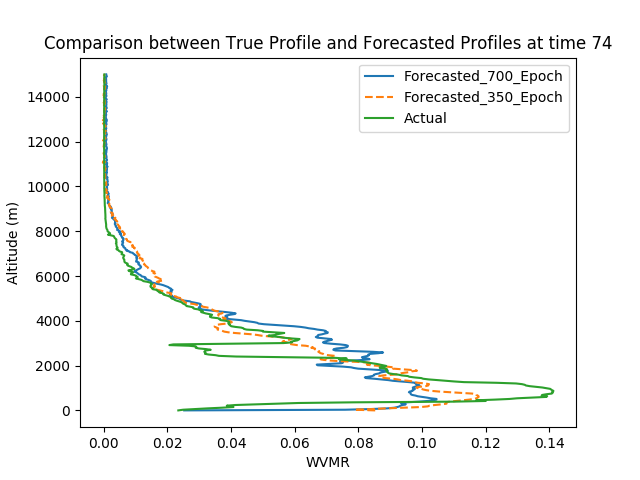 Comparison between True Profile and Forecasted Profiles at time 74
Forecasted_700_Epoch
Forecasted_350_Epoch
Actual
14000
12000
10000
8000
6000
4000
2000
0
Altitude (m)
0.00 0.02 0.04 0.06 0.08 0.10 0.12 0.14
WVMR